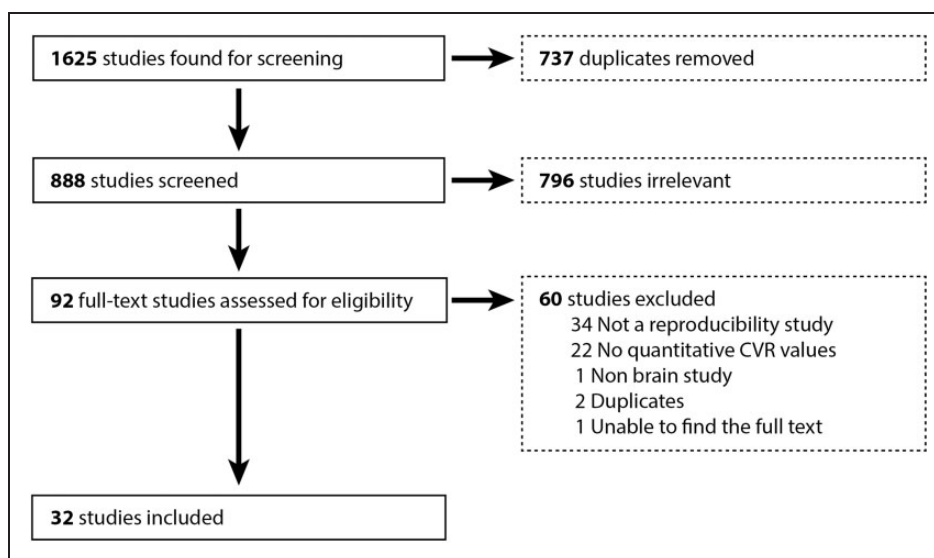 1625 studies found for screening
737 duplicates removed
888 studies screened
796 studies irrelevant
92 full-text studies assessed for eligibility
60 studies excluded
34 Not a reproducibility study
22 No quantitative CVR values
1 Non brain study
2 Duplicates
1 Unable to find the full text
32 studies included